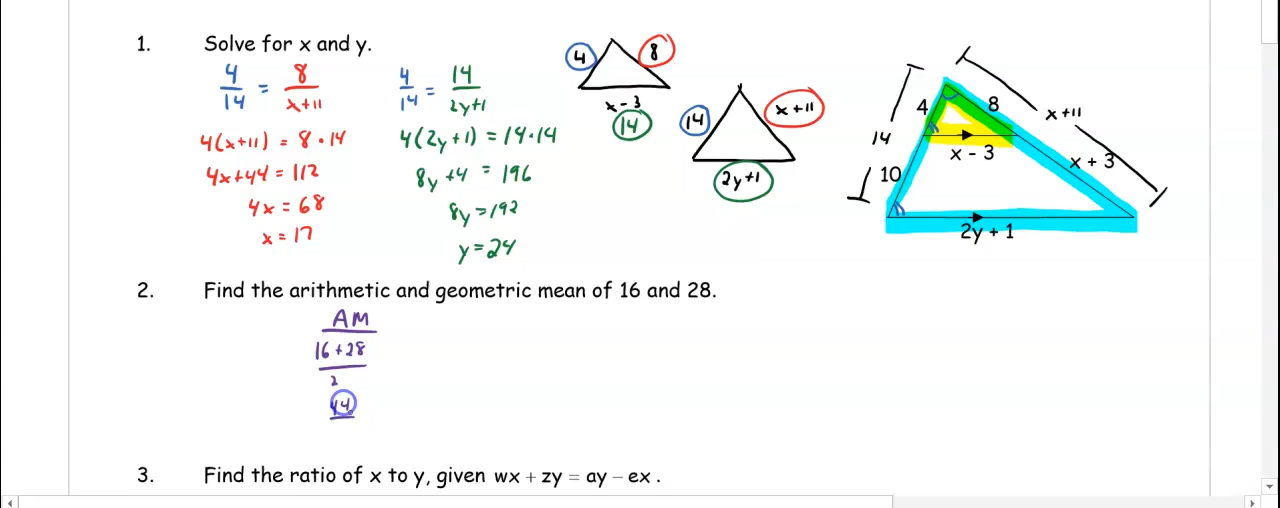 1. Solve for x and y.
4/14 = 8/x+11
4(x+11) = 8·14
4x+44 = 112
4x = 68
x = 17
4/14 = 14/2y+1
4(2y+1) = 14·14
8y+4 = 196
8y = 192
y = 24
4 8
x-3
14
14 x+11
2y+1
4 8 x+11
14
x - 3 x + 3
10
2y + 1
2. Find the arithmetic and geometric mean of 16 and 28.
AM
16+28
2
44
3. Find the ratio of x to y, given wx + zy = ay – ex .